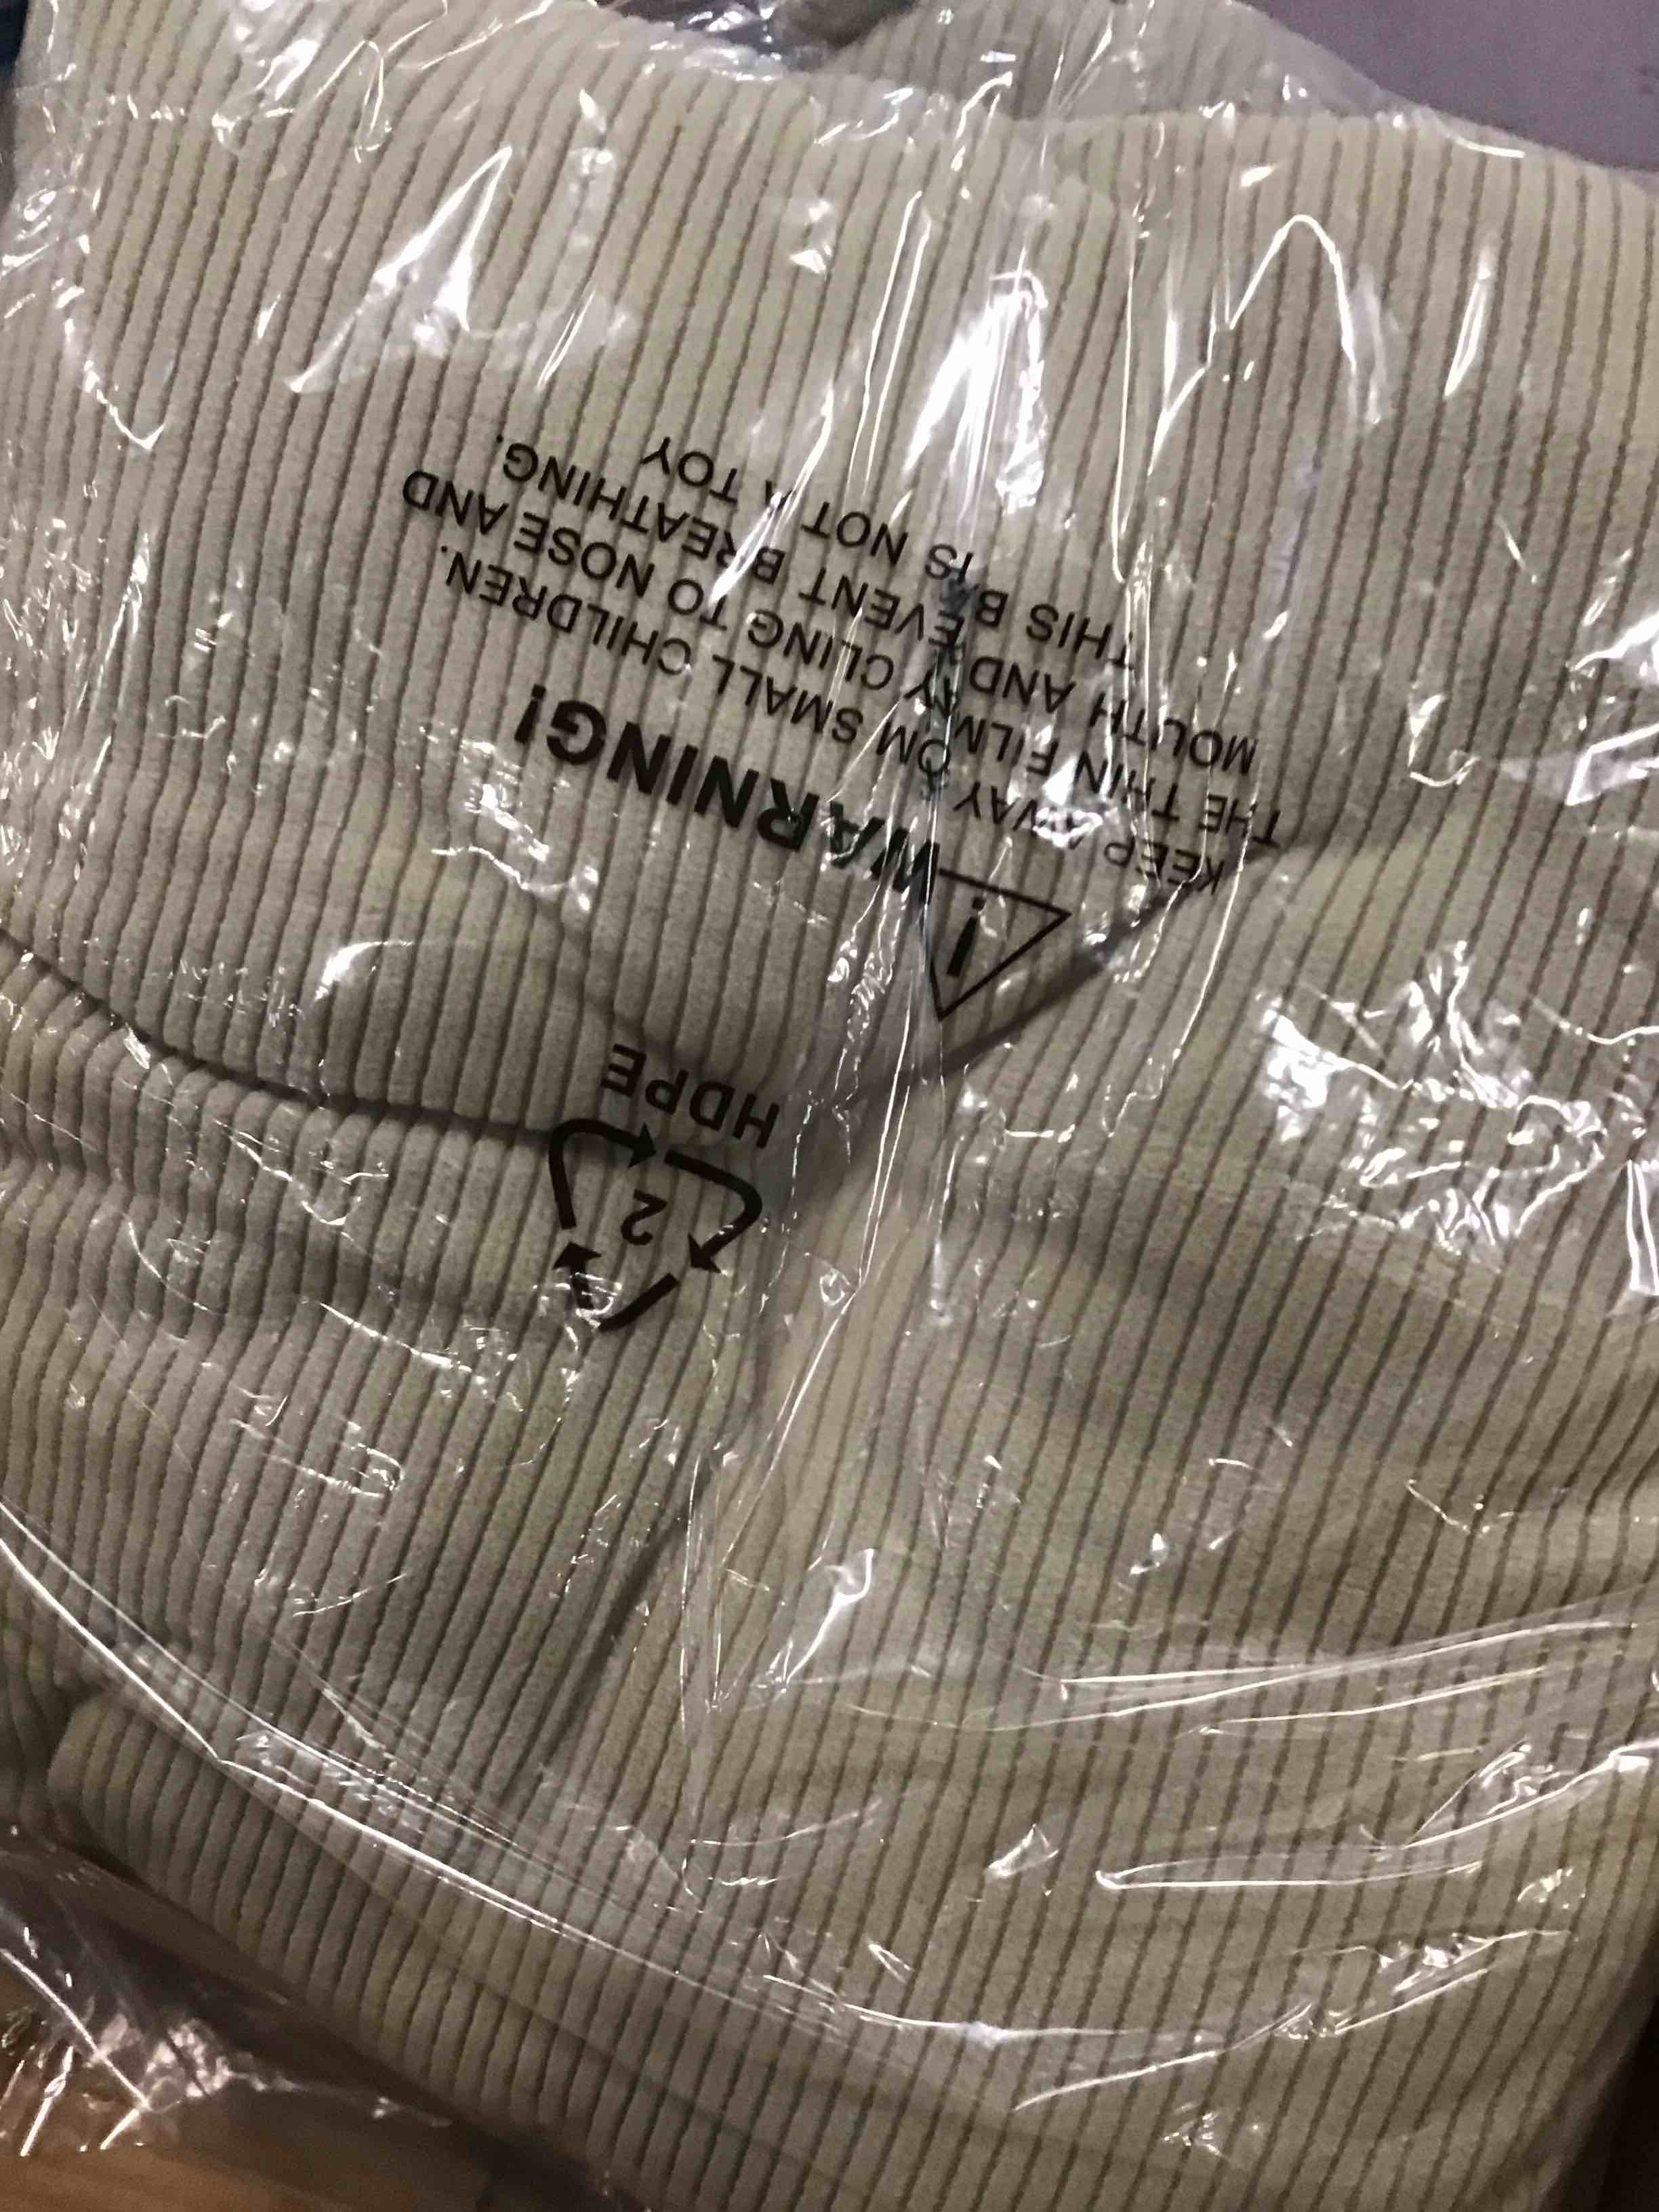 2
HDPE
WARNING!
KEEP AWAY SMALL CHILDREN.
THE THIN FILM CLING TO NOSE AND
MOUTH AND BREATHING.
THIS IS NOT A TOY